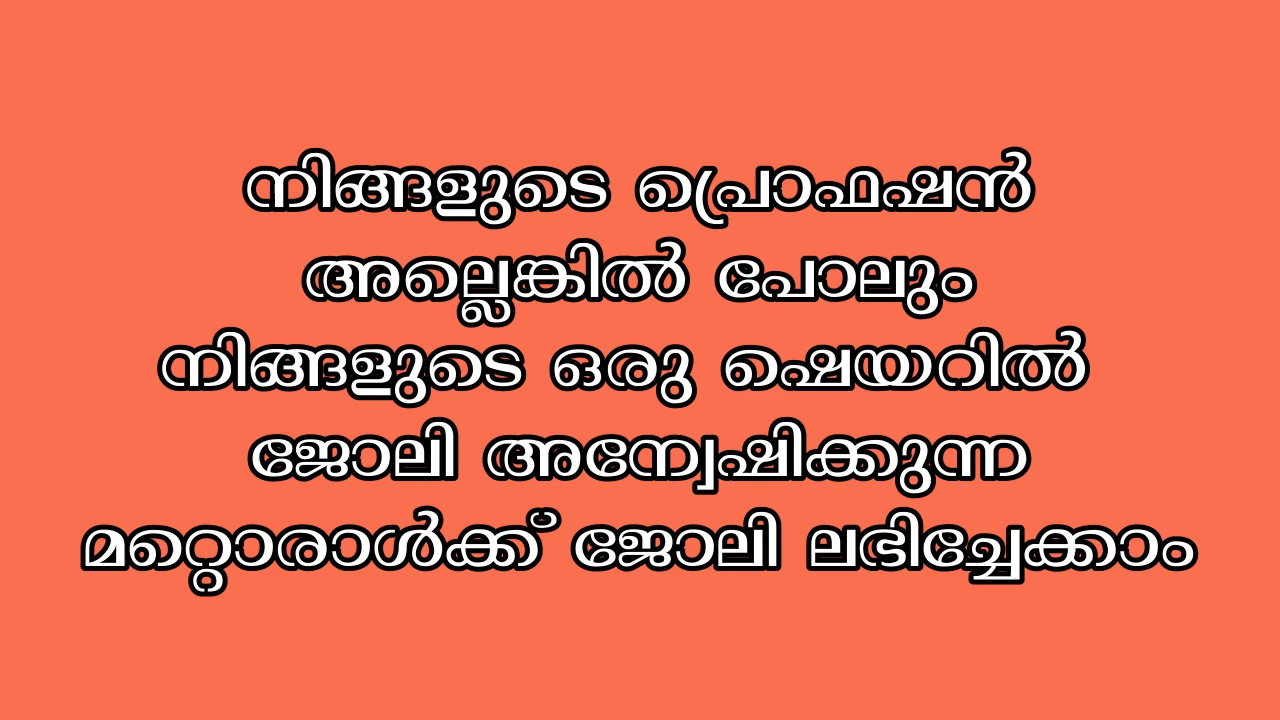 നിങ്ങളുടെ പ്രൊഫഷൻ
അല്ലെങ്കിൽ പോലും
നിങ്ങളുടെ ഒരു ഷെയറിൽ
ജോലി അന്വേഷിക്കുന്ന
മറ്റൊരാൾക്ക് ജോലി ലഭിച്ചേക്കാം